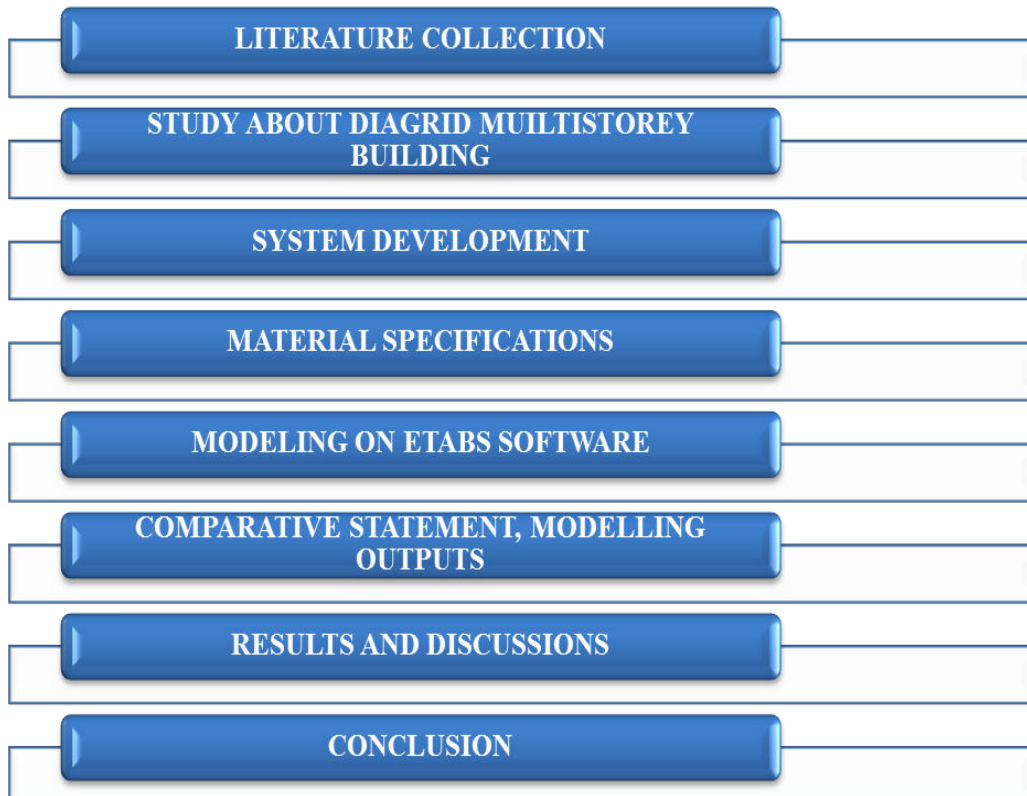 LITERATURE COLLECTION
STUDY ABOUT DIAGRID MUILTISTOREY
BUILDING
SYSTEM DEVELOPMENT
MATERIAL SPECIFICATIONS
MODELING ON ETABS SOFTWARE
COMPARATIVE STATEMENT, MODELLING
OUTPUTS
RESULTS AND DISCUSSIONS
CONCLUSION